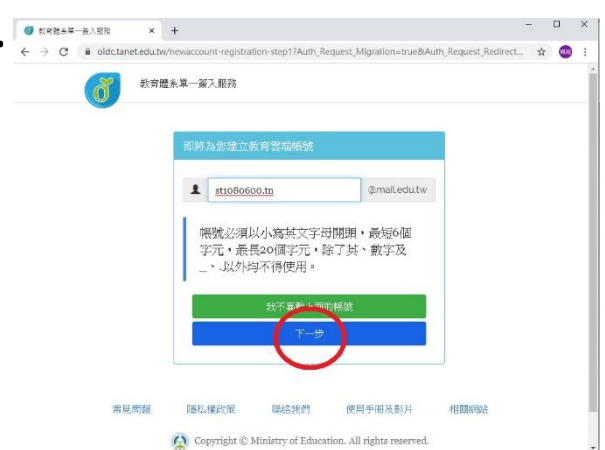 教育體系單一簽入服務
oidc.tanet.edu.tw/newaccount-registration-step1?Auth_Request_Migration=true&Auth_Request_Redirect...
教育體系單一簽入服務
即將為您建立教育雲端帳號
st1080600.tn @mail.edu.tw
帳號必須以小寫英文字母開頭，最短6個
字元，最長20個字元，除了英、數字及
_、.以外均不得使用。
我不喜歡上面的帳號
下一步
常見問題 隱私權政策 聯絡我們 使用手冊及影片 相關網站
Copyright © Ministry of Education. All rights reserved.